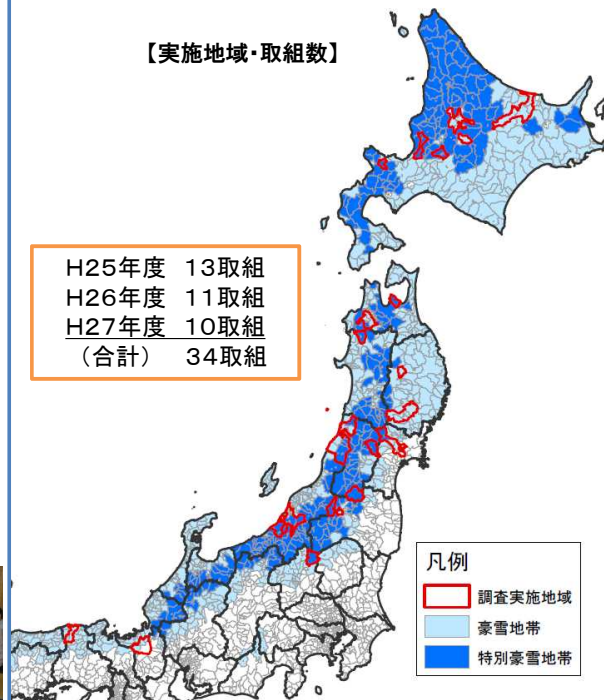 【実施地域・取組数】
H25年度 13取組
H26年度 11取組
H27年度 10取組
（合計） 34取組
凡例
調査実施地域
豪雪地帯
特別豪雪地帯